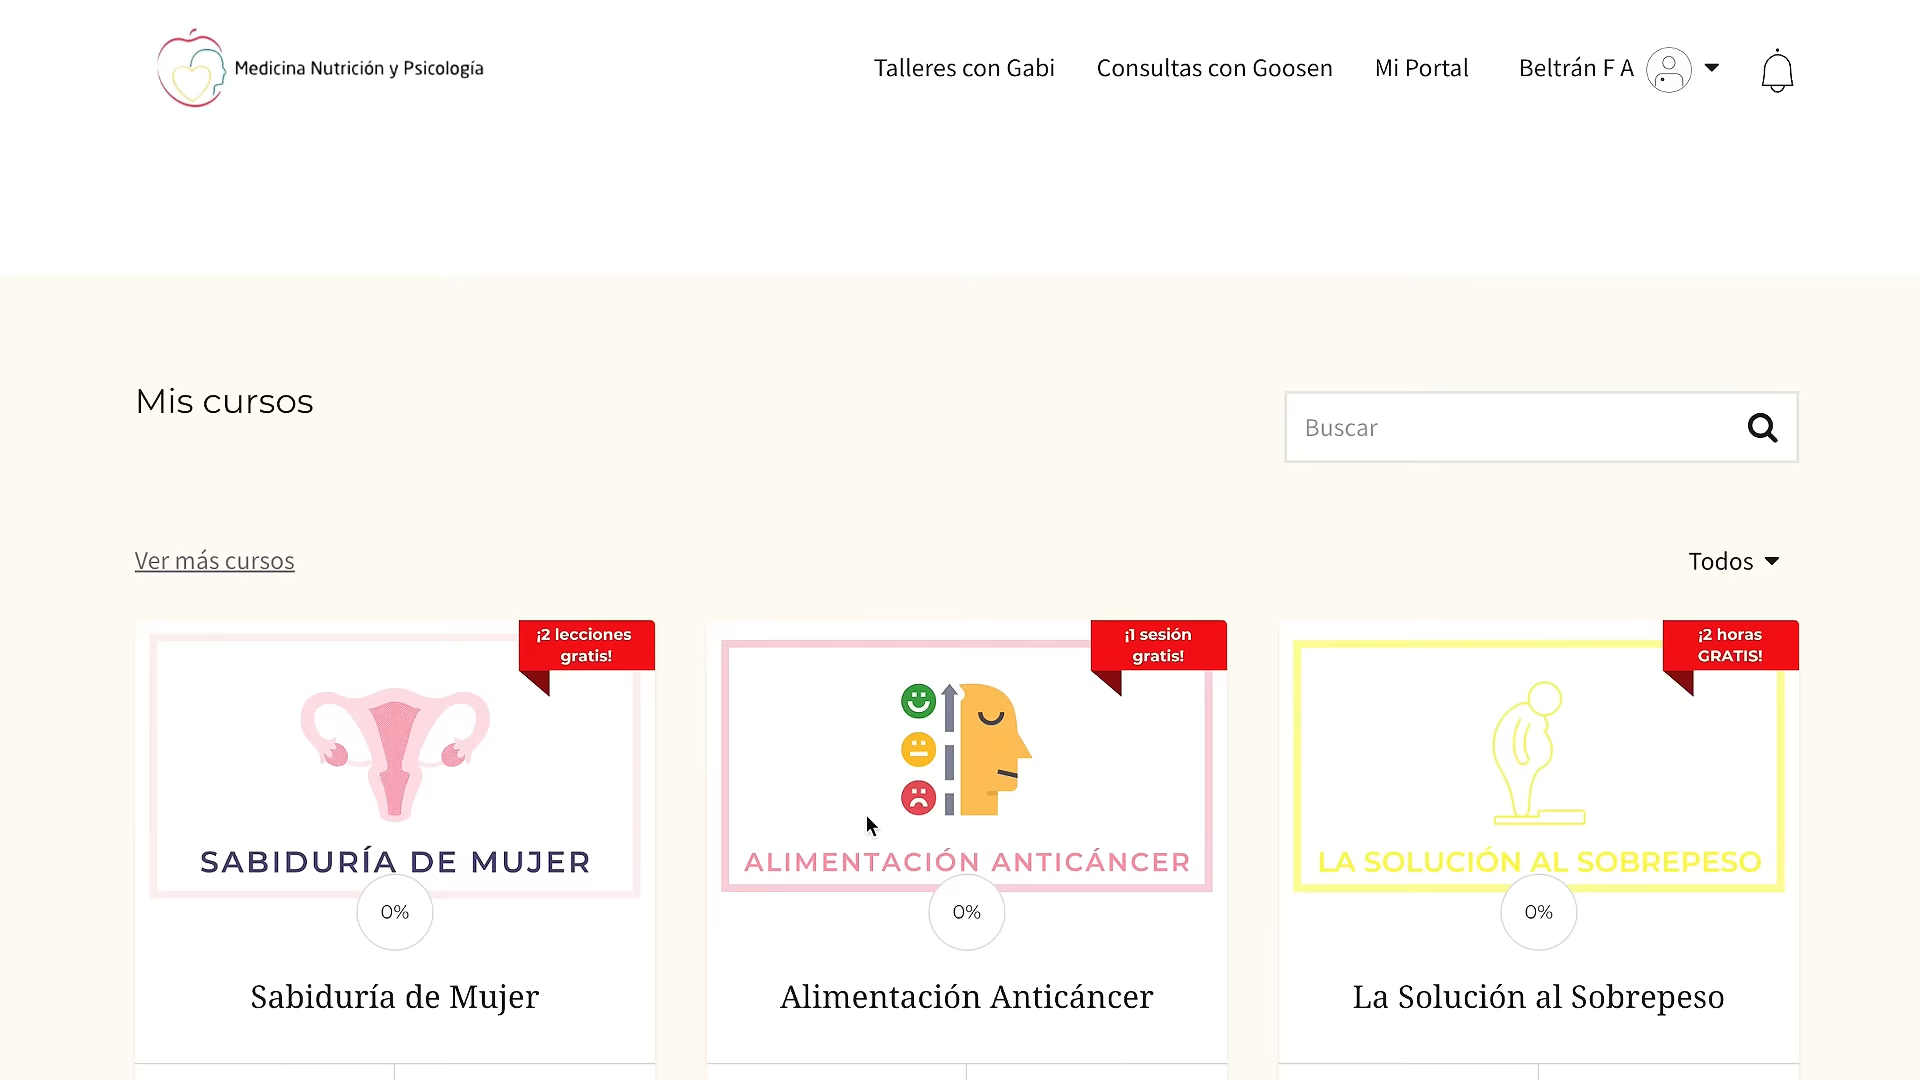 Medicina Nutrición y Psicología
Talleres con Gabi
Consultas con Goosen
Mi Portal
Beltrán F A
Mis cursos
Buscar
Ver más cursos
Todos
¡2 lecciones
gratis!
SABIDURÍA DE MUJER
0%
Sabiduría de Mujer
¡1 sesión
gratis!
ALIMENTACIÓN ANTICÁNCER
0%
Alimentación Anticáncer
¡2 horas
GRATIS!
LA SOLUCIÓN AL SOBREPESO
0%
La Solución al Sobrepeso